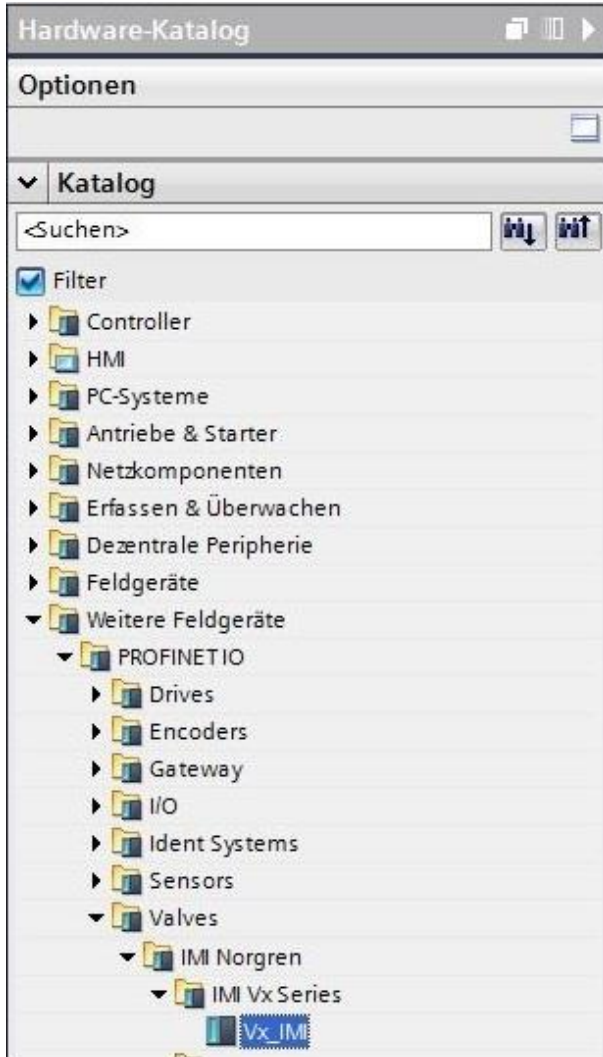 Hardware-Katalog
Optionen
Katalog
<Suchen>
Filter
Controller
HMI
PC-Systeme
Antriebe & Starter
Netzkomponenten
Erfassen & Überwachen
Dezentrale Peripherie
Feldgeräte
Weitere Feldgeräte
PROFINET IO
Drives
Encoders
Gateway
I/O
Ident Systems
Sensors
Valves
IMI Norgren
IMI Vx Series
Vx_IMI